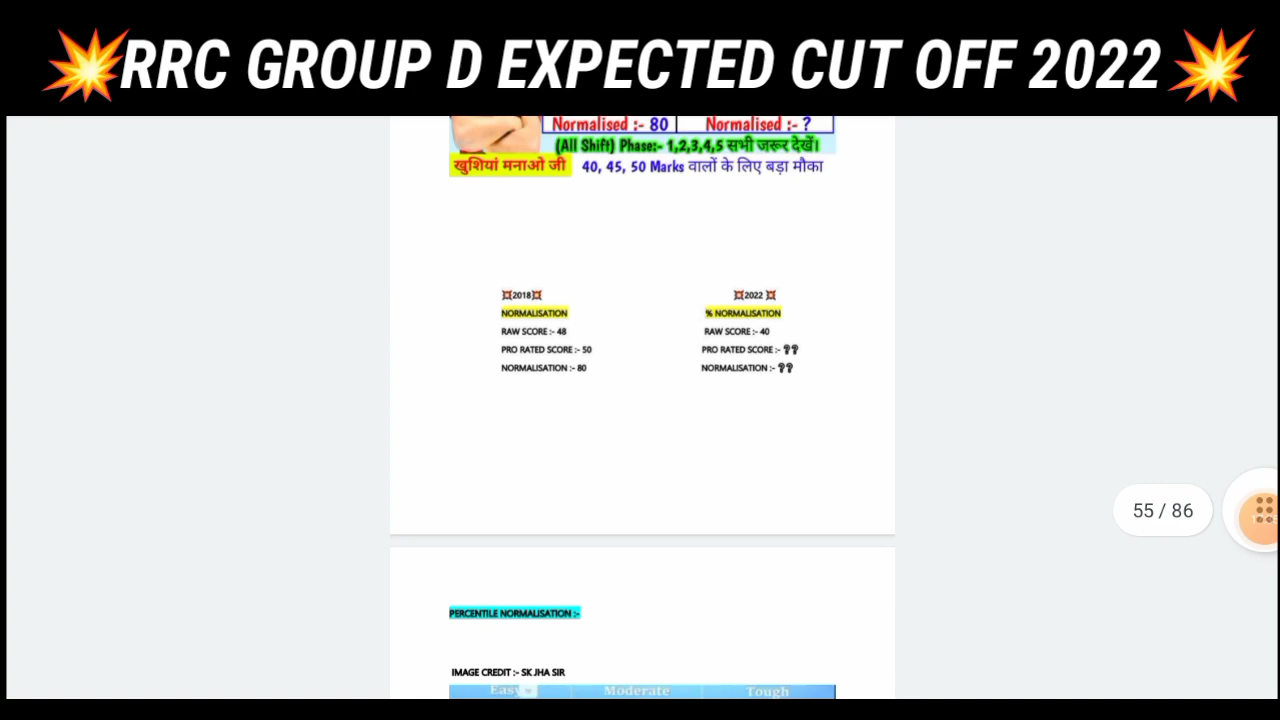 💥RRC GROUP D EXPECTED CUT OFF 2022💥
Normalised :- 80 Normalised :- ?
(All Shift) Phase:- 1,2,3,4,5 सभी जरूर देखें।
खुशियां मनाओ जी 40, 45, 50 Marks वालों के लिए बड़ा मौका
💥2018💥 💥2022 💥
NORMALISATION % NORMALISATION
RAW SCORE :- 48 RAW SCORE :- 40
PRO RATED SCORE :- 50 PRO RATED SCORE :- ❓❓
NORMALISATION :- 80 NORMALISATION :- ❓❓
55 / 86
PERCENTILE NORMALISATION :-
IMAGE CREDIT :- SK JHA SIR
Easy Moderate Tough